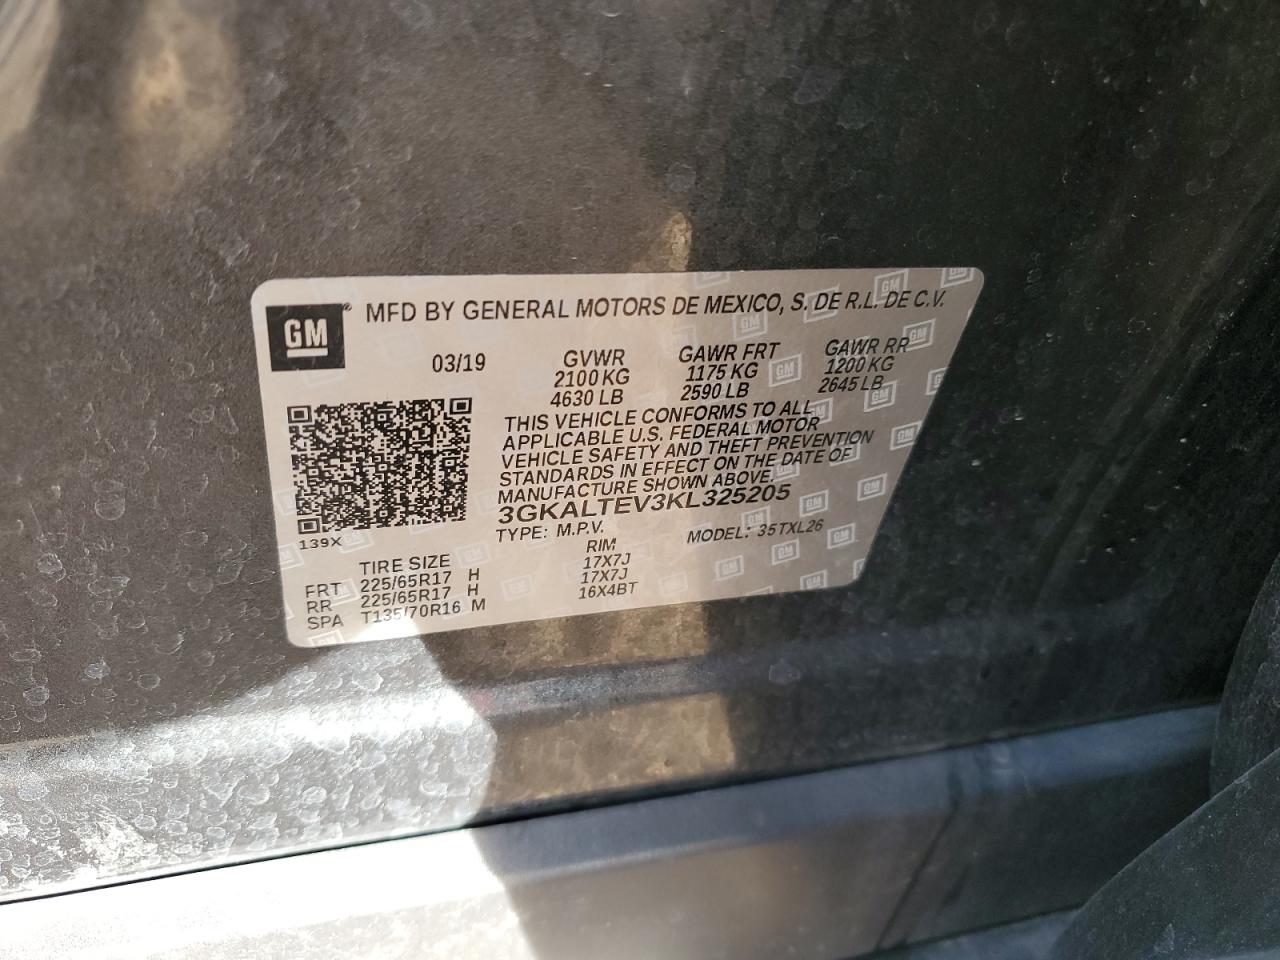 GM
MFD BY GENERAL MOTORS DE MEXICO, S. DE R.L. DE C.V.
03/19 GVWR GAWR FRT GAWR RR
2100 KG 1175 KG 1200 KG
4630 LB 2590 LB 2645 LB
THIS VEHICLE CONFORMS TO ALL
APPLICABLE U.S. FEDERAL MOTOR
VEHICLE SAFETY AND THEFT PREVENTION
STANDARDS IN EFFECT ON THE DATE OF
MANUFACTURE SHOWN ABOVE.
3GKALTEV3KL325205
TYPE: M.P.V. MODEL: 35TXL26
139X
TIRE SIZE RIM
FRT 225/65R17 H 17X7J
RR 225/65R17 H 17X7J
SPA T135/70R16 M 16X4BT